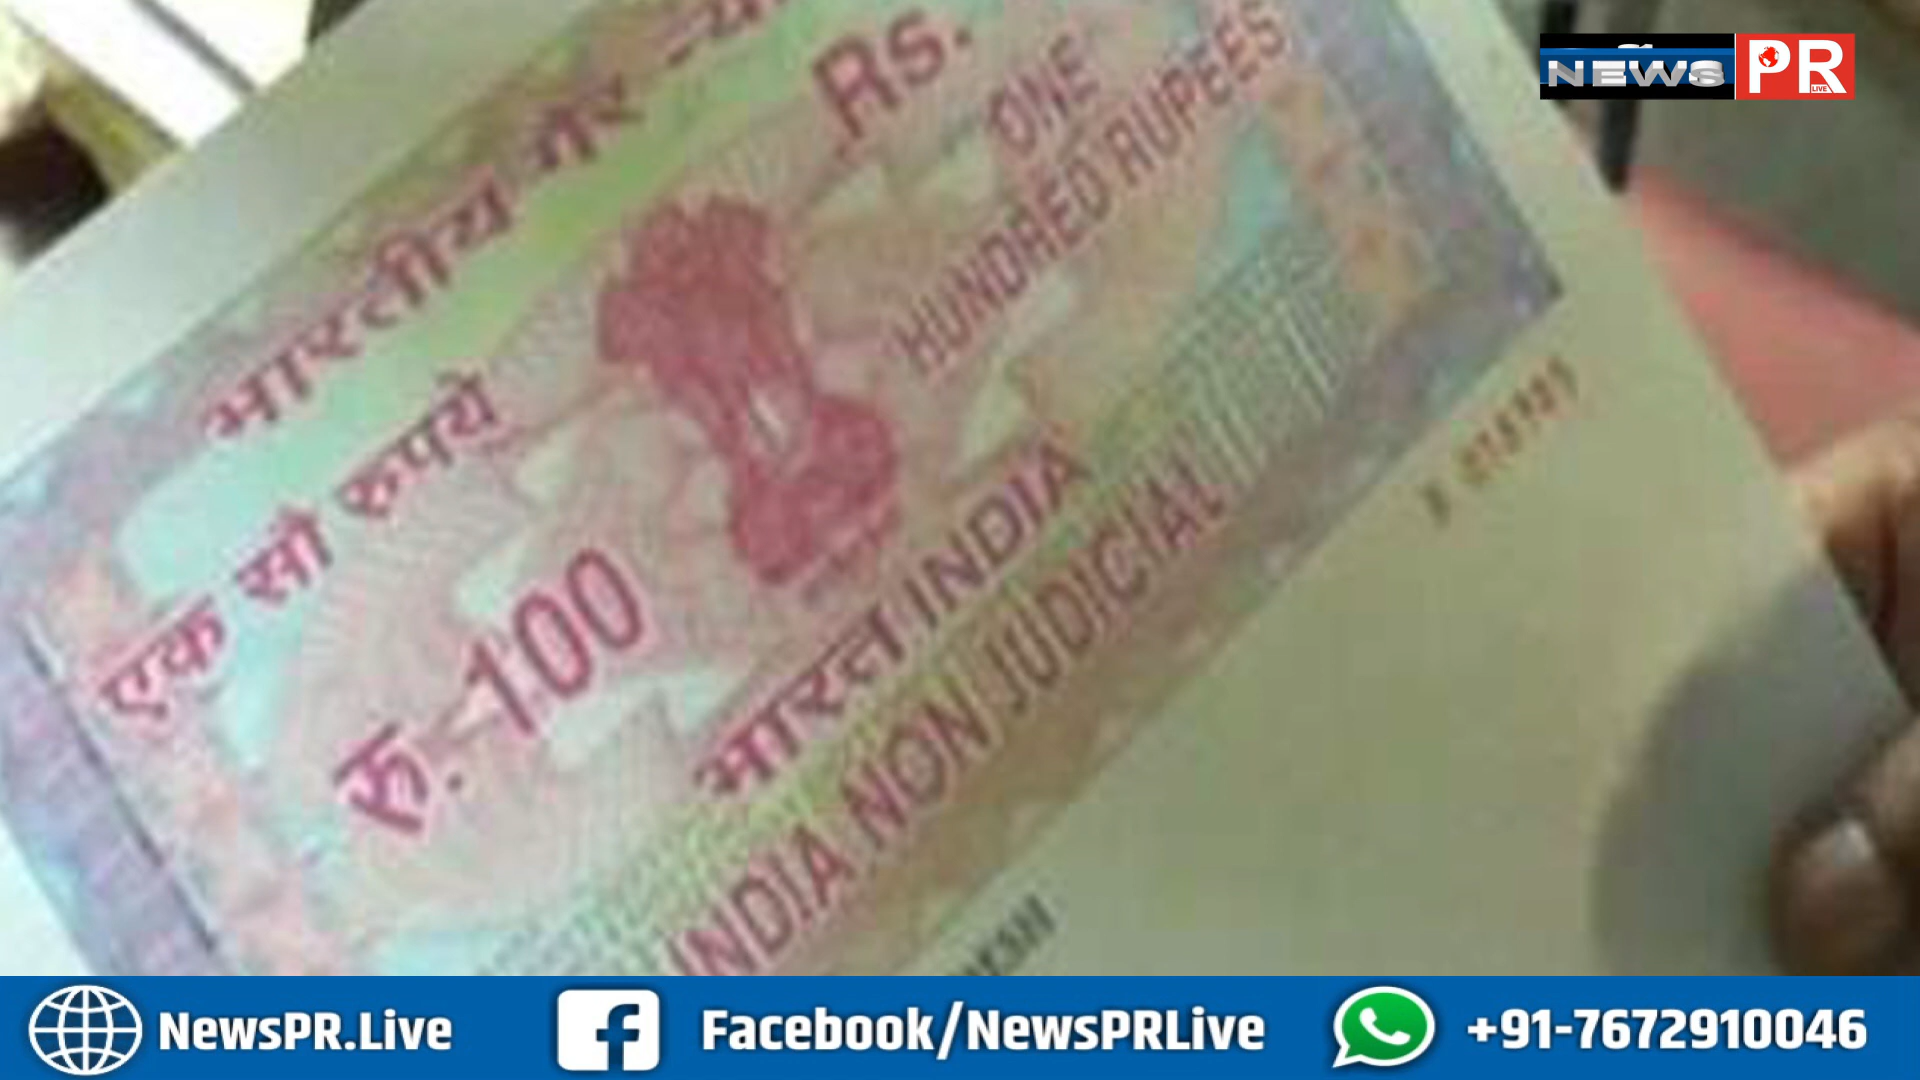 NEWS PR
LIVE
भारतीय गैर
Rs.
ONE
HUNDRED RUPEES
एक सौ रुपये
रु. 100
भारत INDIA
INDIA NON JUDICIAL
NewsPR.Live
Facebook/NewsPRLive
+91-7672910046